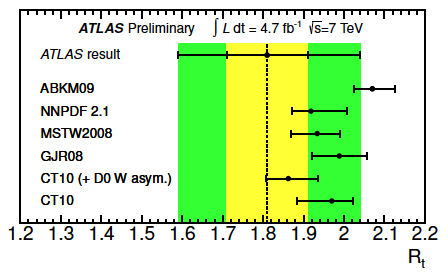 ATLAS Preliminary ∫ L dt = 4.7 fb⁻¹ √s=7 TeV
ATLAS result
ABKM09
NNPDF 2.1
MSTW2008
GJR08
CT10 (+ D0 W asym.)
CT10
1.2 1.3 1.4 1.5 1.6 1.7 1.8 1.9 2 2.1 2.2
Rₜ